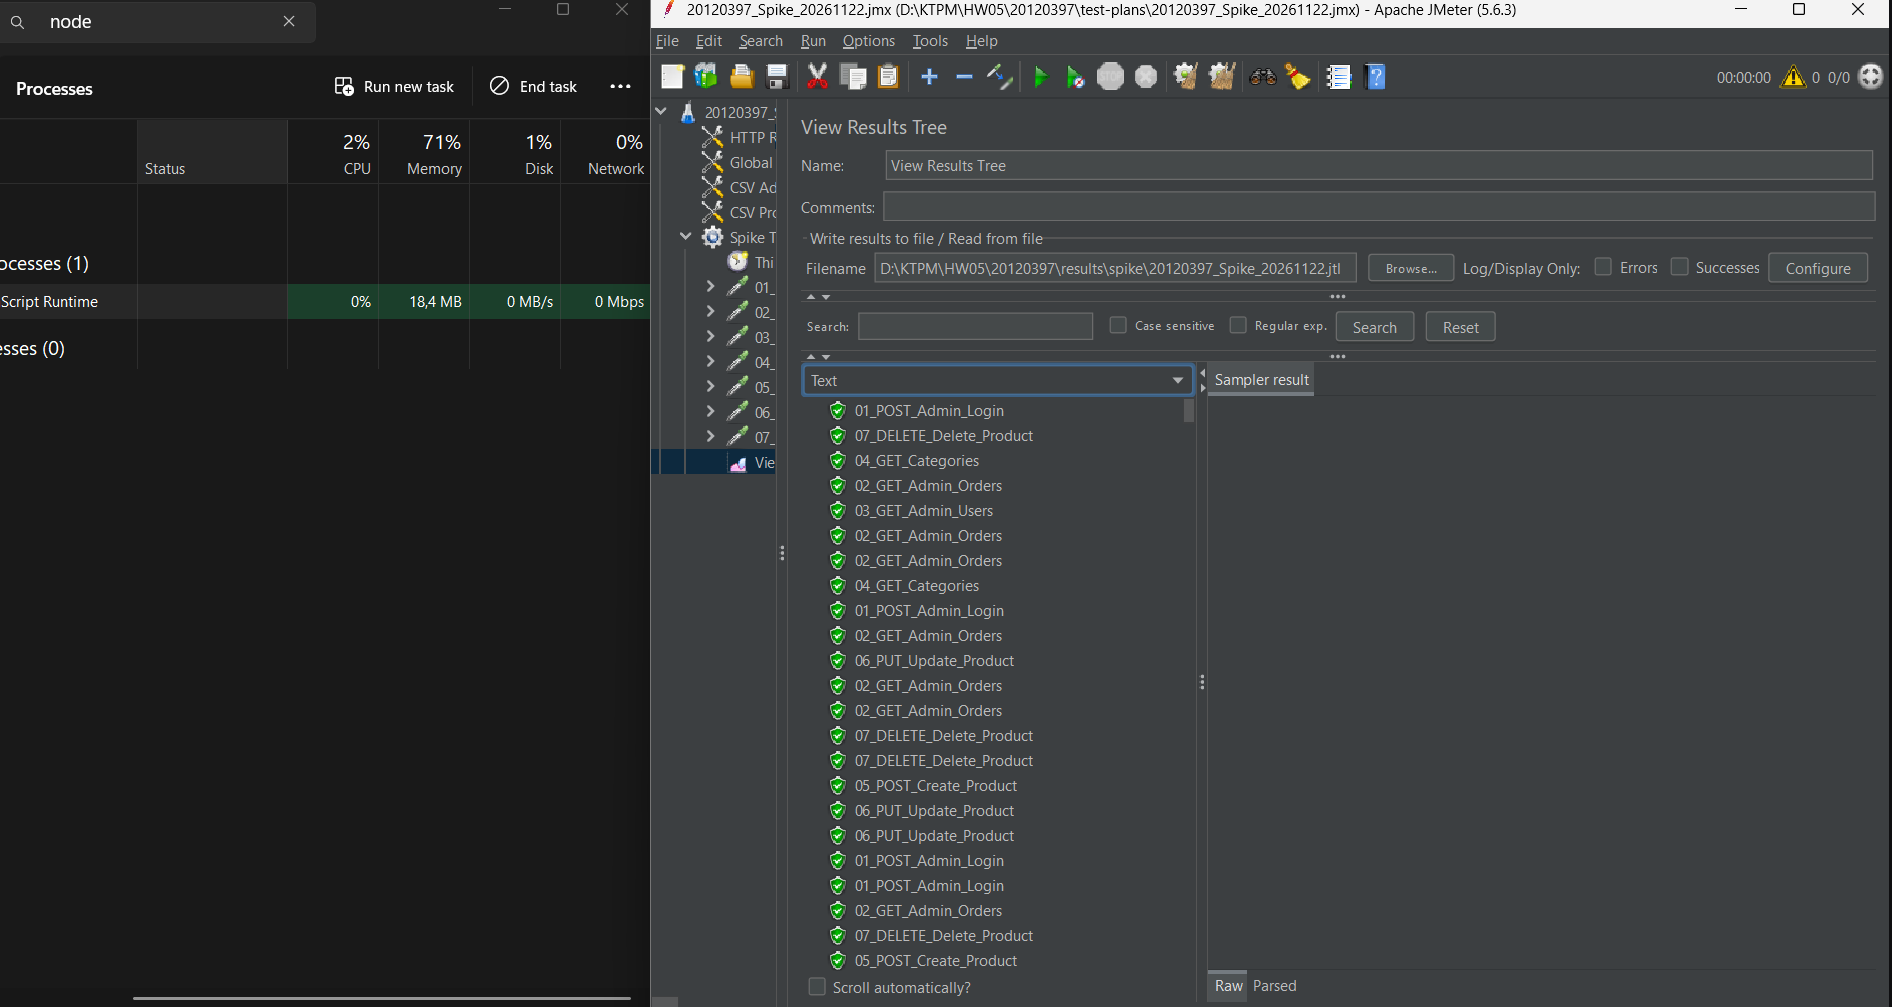 node
Processes
Run new task
End task
Status
2% 71% 1% 0%
CPU Memory Disk Network
ocesses (1)
Script Runtime 0% 18,4 MB 0 MB/s 0 Mbps
esses (0)
20120397_Spike_20261122.jmx (D:\KTPM\HW05\20120397\test-plans\20120397_Spike_20261122.jmx) - Apache JMeter (5.6.3)
File Edit Search Run Options Tools Help
00:00:00 0 0/0
20120397_S
HTTP R
Global
CSV Ad
CSV Pro
Spike T
Thi
01_
02_
03_
04_
05_
06_
07_
Vie
View Results Tree
Name: View Results Tree
Comments:
Write results to file / Read from file
Filename D:\KTPM\HW05\20120397\results\spike\20120397_Spike_20261122.jtl Browse... Log/Display Only: Errors Successes Configure
Search: Case sensitive Regular exp. Search Reset
Text
Sampler result
01_POST_Admin_Login
07_DELETE_Delete_Product
04_GET_Categories
02_GET_Admin_Orders
03_GET_Admin_Users
02_GET_Admin_Orders
02_GET_Admin_Orders
04_GET_Categories
01_POST_Admin_Login
02_GET_Admin_Orders
06_PUT_Update_Product
02_GET_Admin_Orders
02_GET_Admin_Orders
07_DELETE_Delete_Product
07_DELETE_Delete_Product
05_POST_Create_Product
06_PUT_Update_Product
06_PUT_Update_Product
01_POST_Admin_Login
01_POST_Admin_Login
02_GET_Admin_Orders
07_DELETE_Delete_Product
05_POST_Create_Product
Scroll automatically?
Raw Parsed